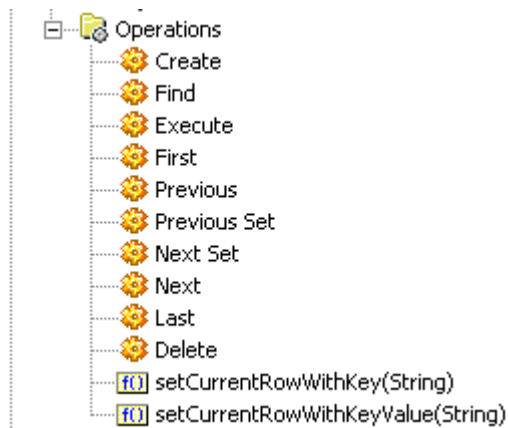 Operations
Create
Find
Execute
First
Previous
Previous Set
Next Set
Next
Last
Delete
f() setCurrentRowWithKey(String)
f() setCurrentRowWithKeyValue(String)